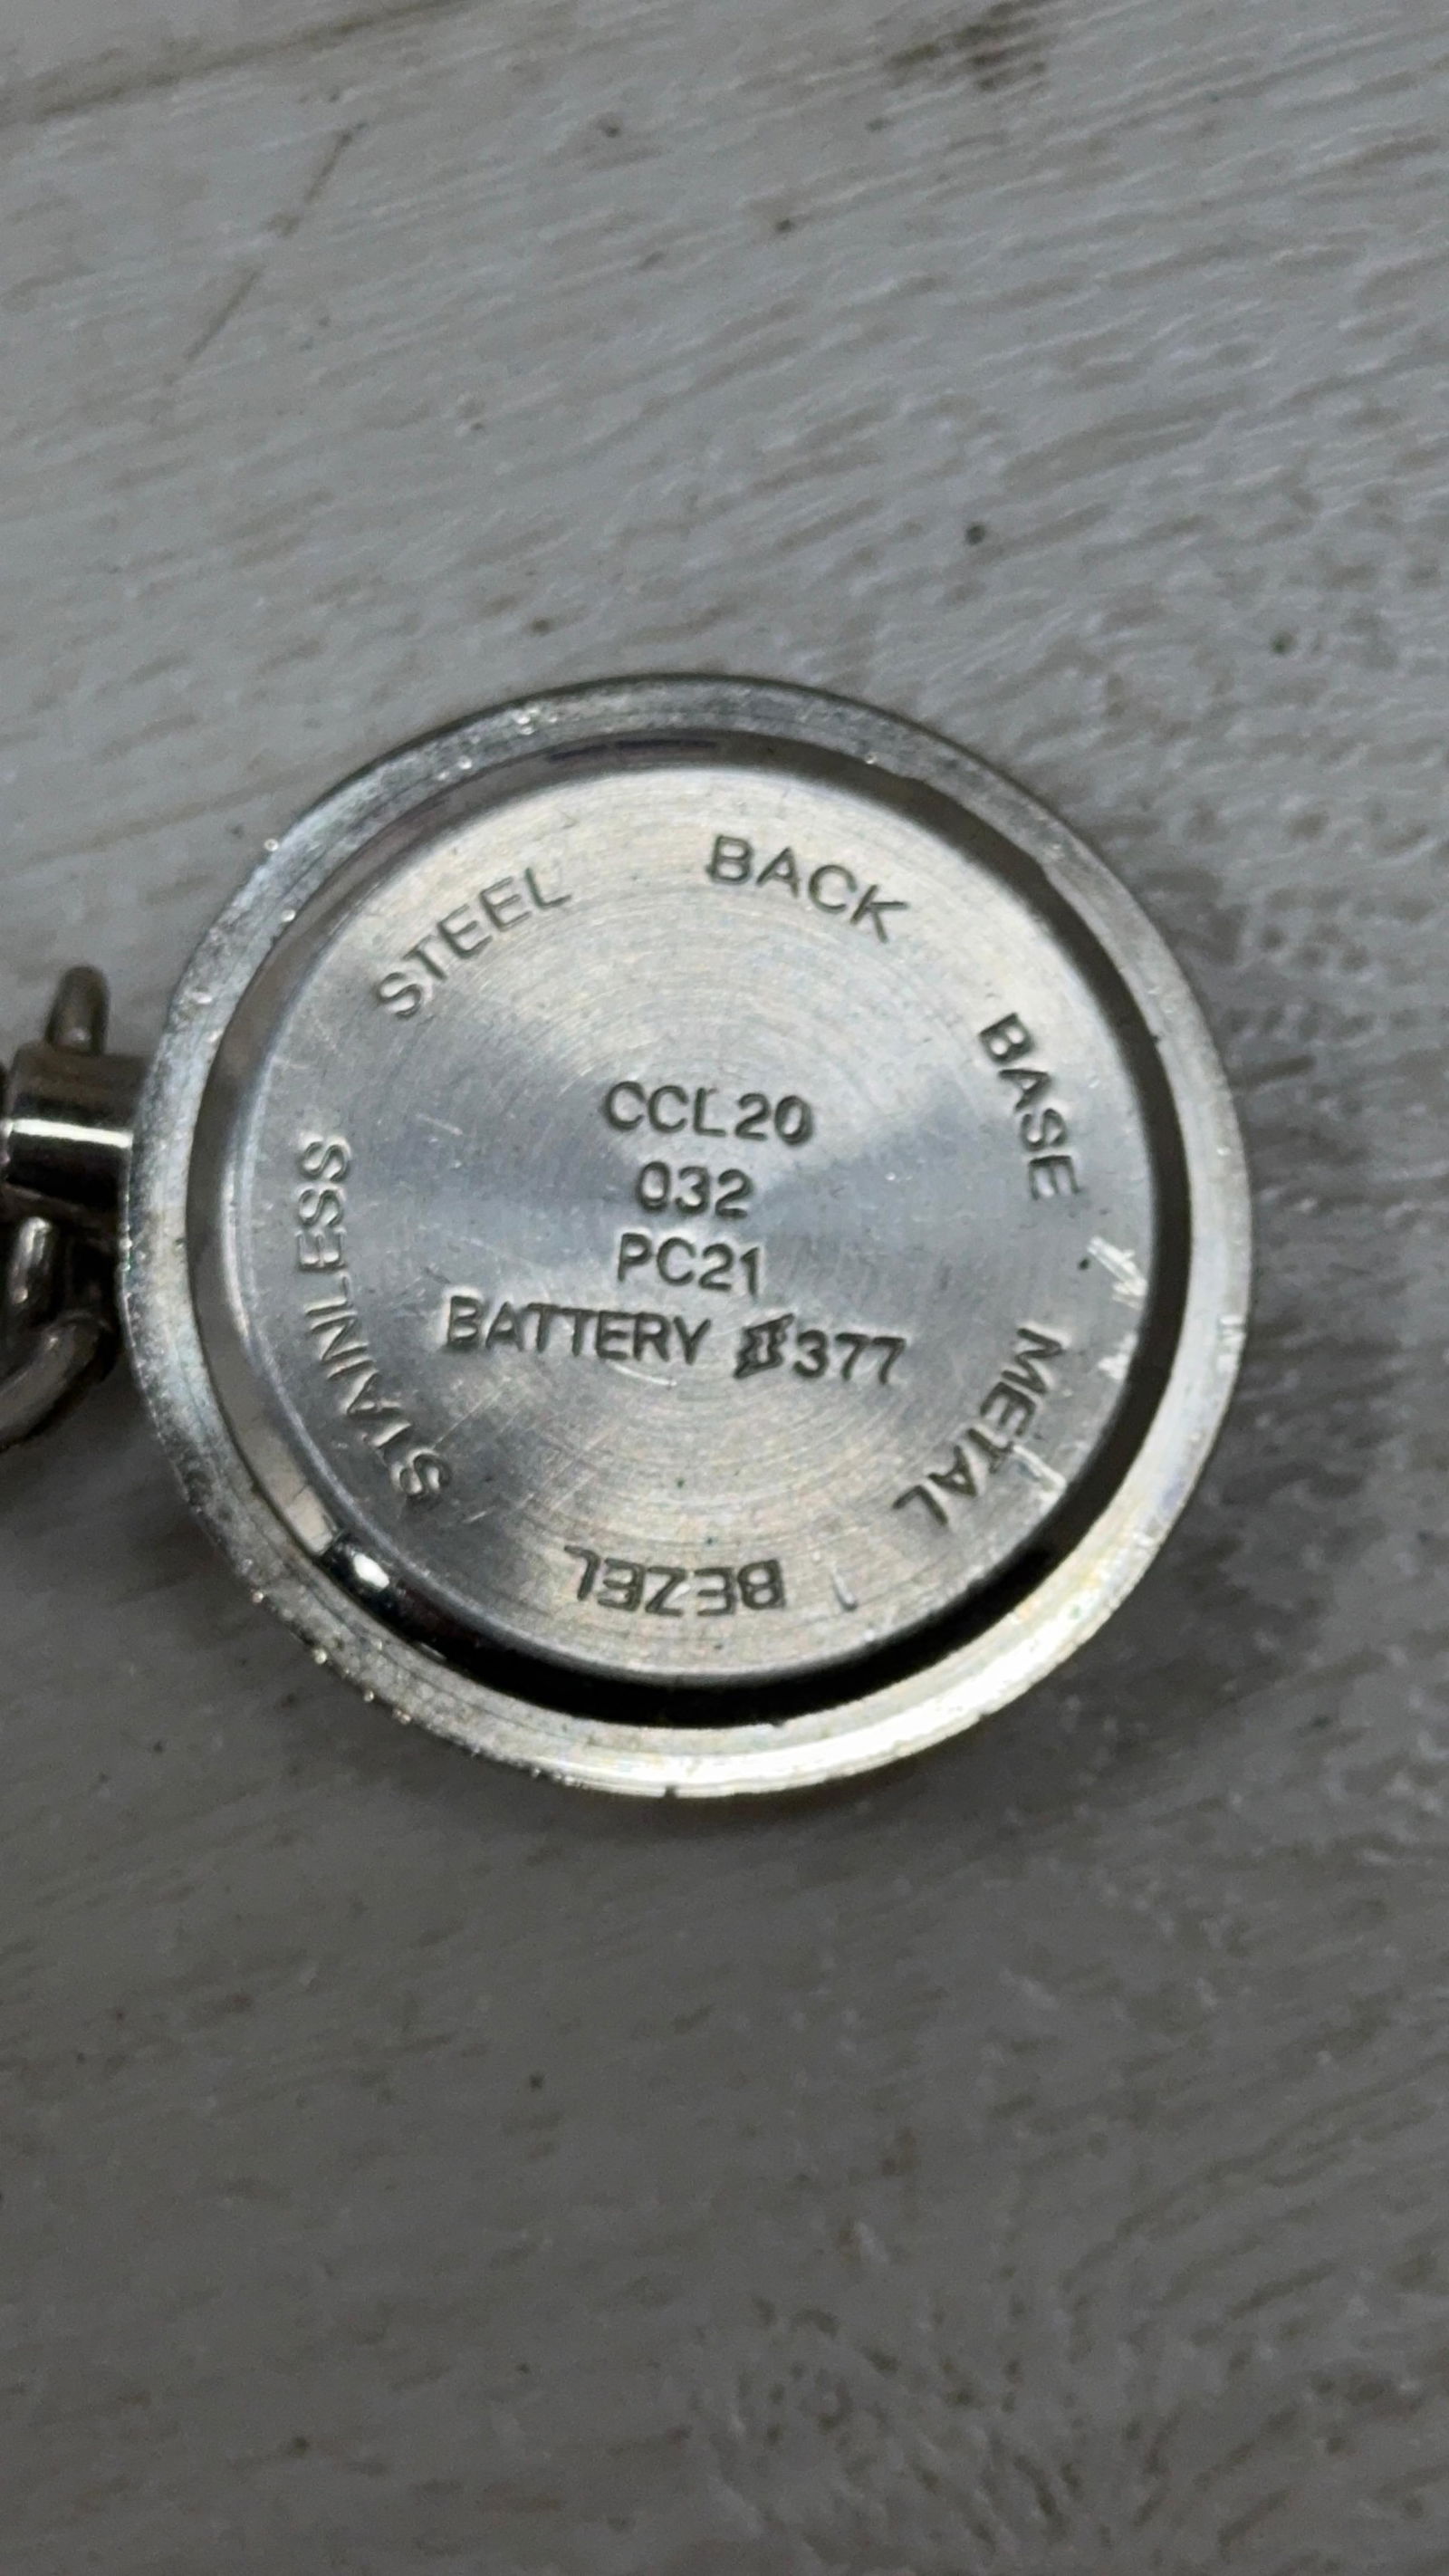 STAINLESS STEEL BACK BASE METAL BEZEL
CCL20
032
PC21
BATTERY #377